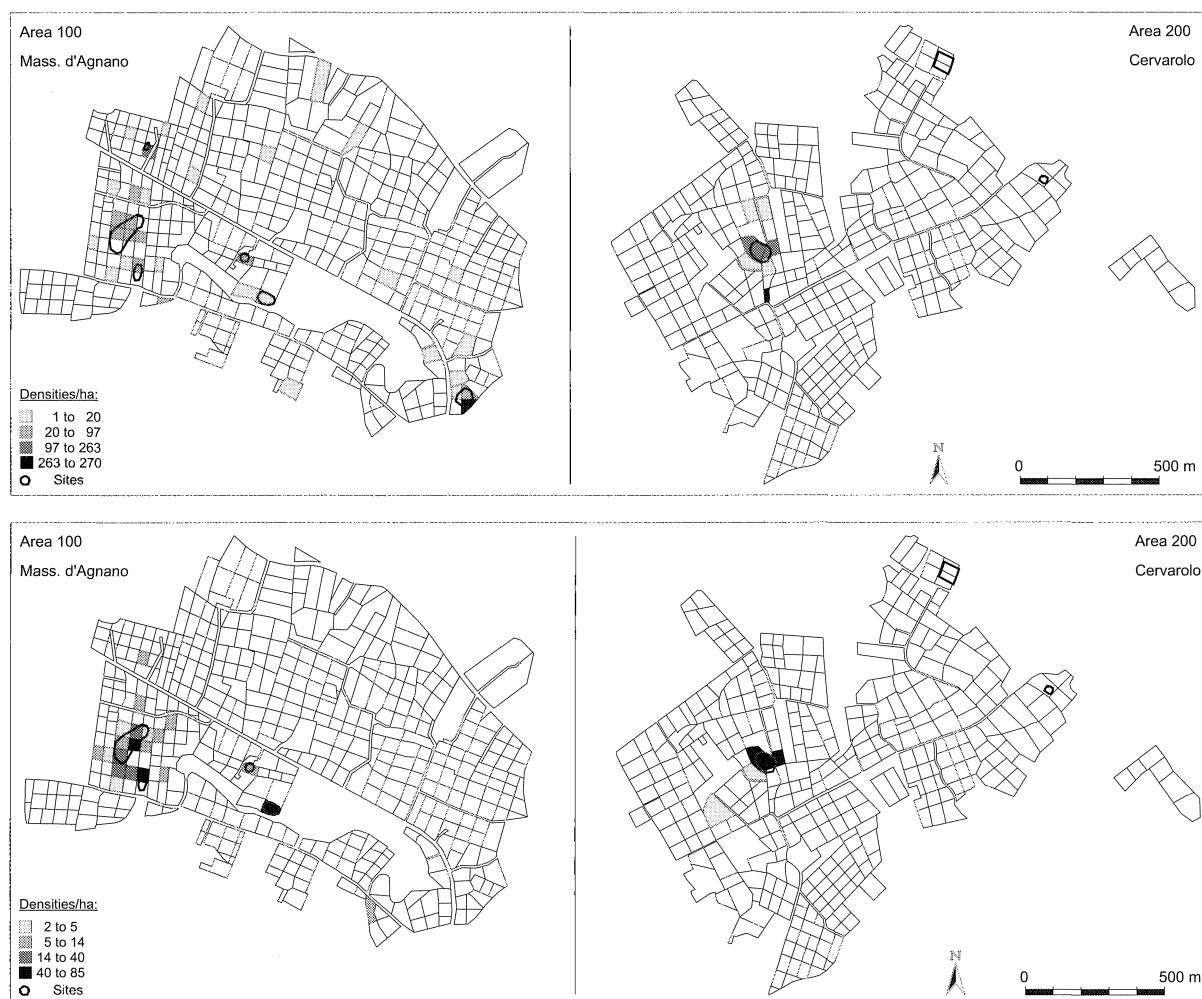 Area 100
Mass. d'Agnano
Area 200
Cervarolo
Densities/ha:
1 to 20
20 to 97
97 to 263
263 to 270
Sites
N
0 500 m
Area 100
Mass. d'Agnano
Area 200
Cervarolo
Densities/ha:
2 to 5
5 to 14
14 to 40
40 to 85
Sites
N
0 500 m